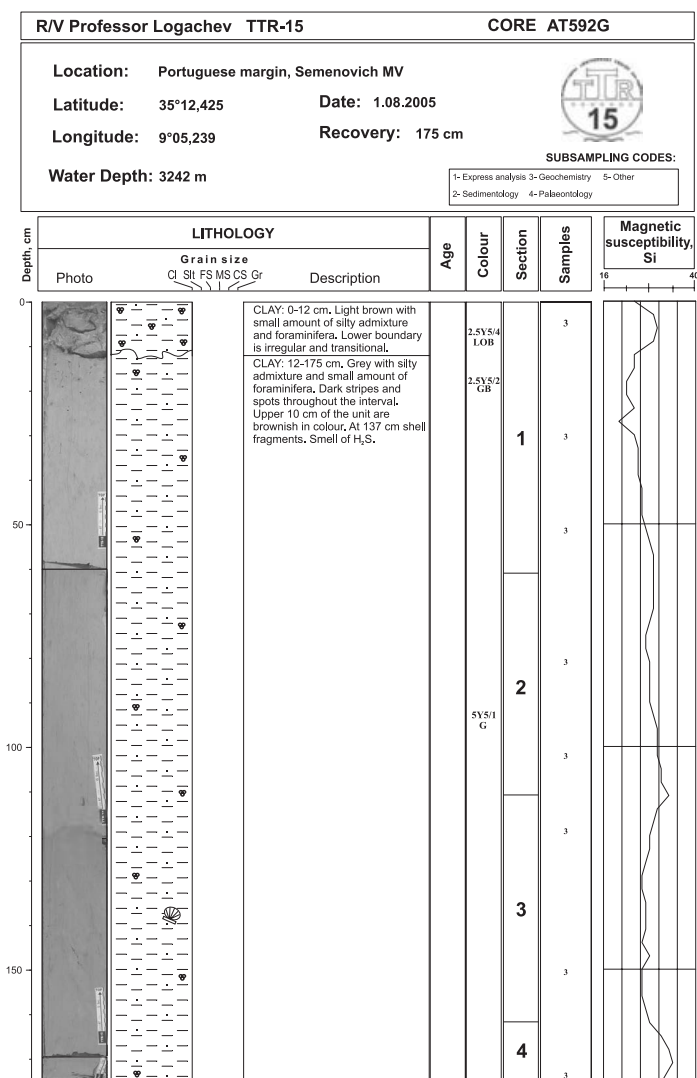 R/V Professor Logachev TTR-15 CORE AT592G
Location: Portuguese margin, Semenovich MV
Latitude: 35°12,425 Date: 1.08.2005
Longitude: 9°05,239 Recovery: 175 cm
Water Depth: 3242 m
TTR
15
SUBSAMPLING CODES:
1- Express analysis 3- Geochemistry 5- Other
2- Sedimentology 4- Palaeontology
Depth, cm
LITHOLOGY
Photo
Grain size
Cl Slt FS MS CS Gr
Description
Age
Colour
Section
Samples
Magnetic
susceptibility,
Si
16 40
0
50
100
150
CLAY: 0-12 cm. Light brown with
small amount of silty admixture
and foraminifera. Lower boundary
is irregular and transitional.
CLAY: 12-175 cm. Grey with silty
admixture and small amount of
foraminifera. Dark stripes and
spots throughout the interval.
Upper 10 cm of the unit are
brownish in colour. At 137 cm shell
fragments. Smell of H₂S.
2.5Y5/4
LOB
2.5Y5/2
GB
5Y5/1
G
1
2
3
4
3
3
3
3
3
3
3
3